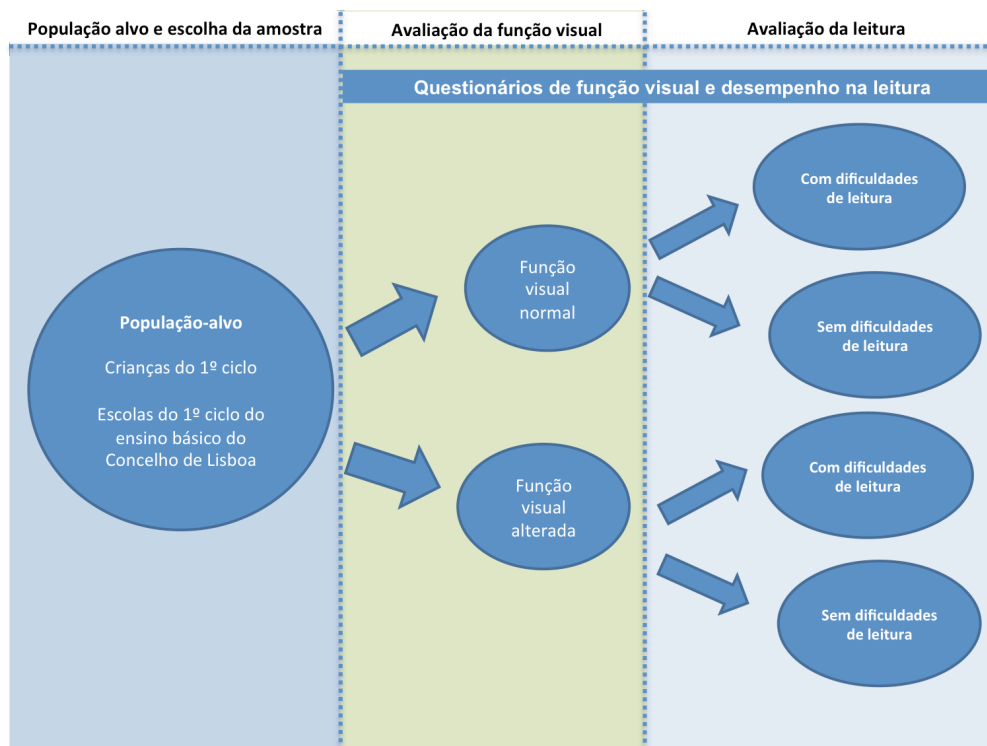 População alvo e escolha da amostra
Avaliação da função visual
Avaliação da leitura
Questionários de função visual e desempenho na leitura
População-alvo
Crianças do 1º ciclo
Escolas do 1º ciclo do
ensino básico do
Concelho de Lisboa
Função
visual
normal
Função
visual
alterada
Com dificuldades
de leitura
Sem dificuldades
de leitura
Com dificuldades
de leitura
Sem dificuldades
de leitura